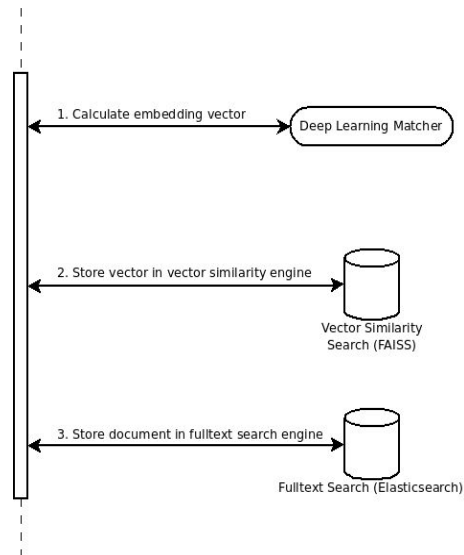 1. Calculate embedding vector
Deep Learning Matcher
2. Store vector in vector similarity engine
Vector Similarity
Search (FAISS)
3. Store document in fulltext search engine
Fulltext Search (Elasticsearch)